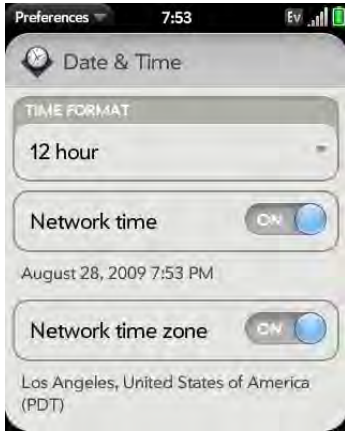 Preferences
7:53
Ev
Date & Time
TIME FORMAT
12 hour
Network time
ON
August 28, 2009 7:53 PM
Network time zone
ON
Los Angeles, United States of America
(PDT)